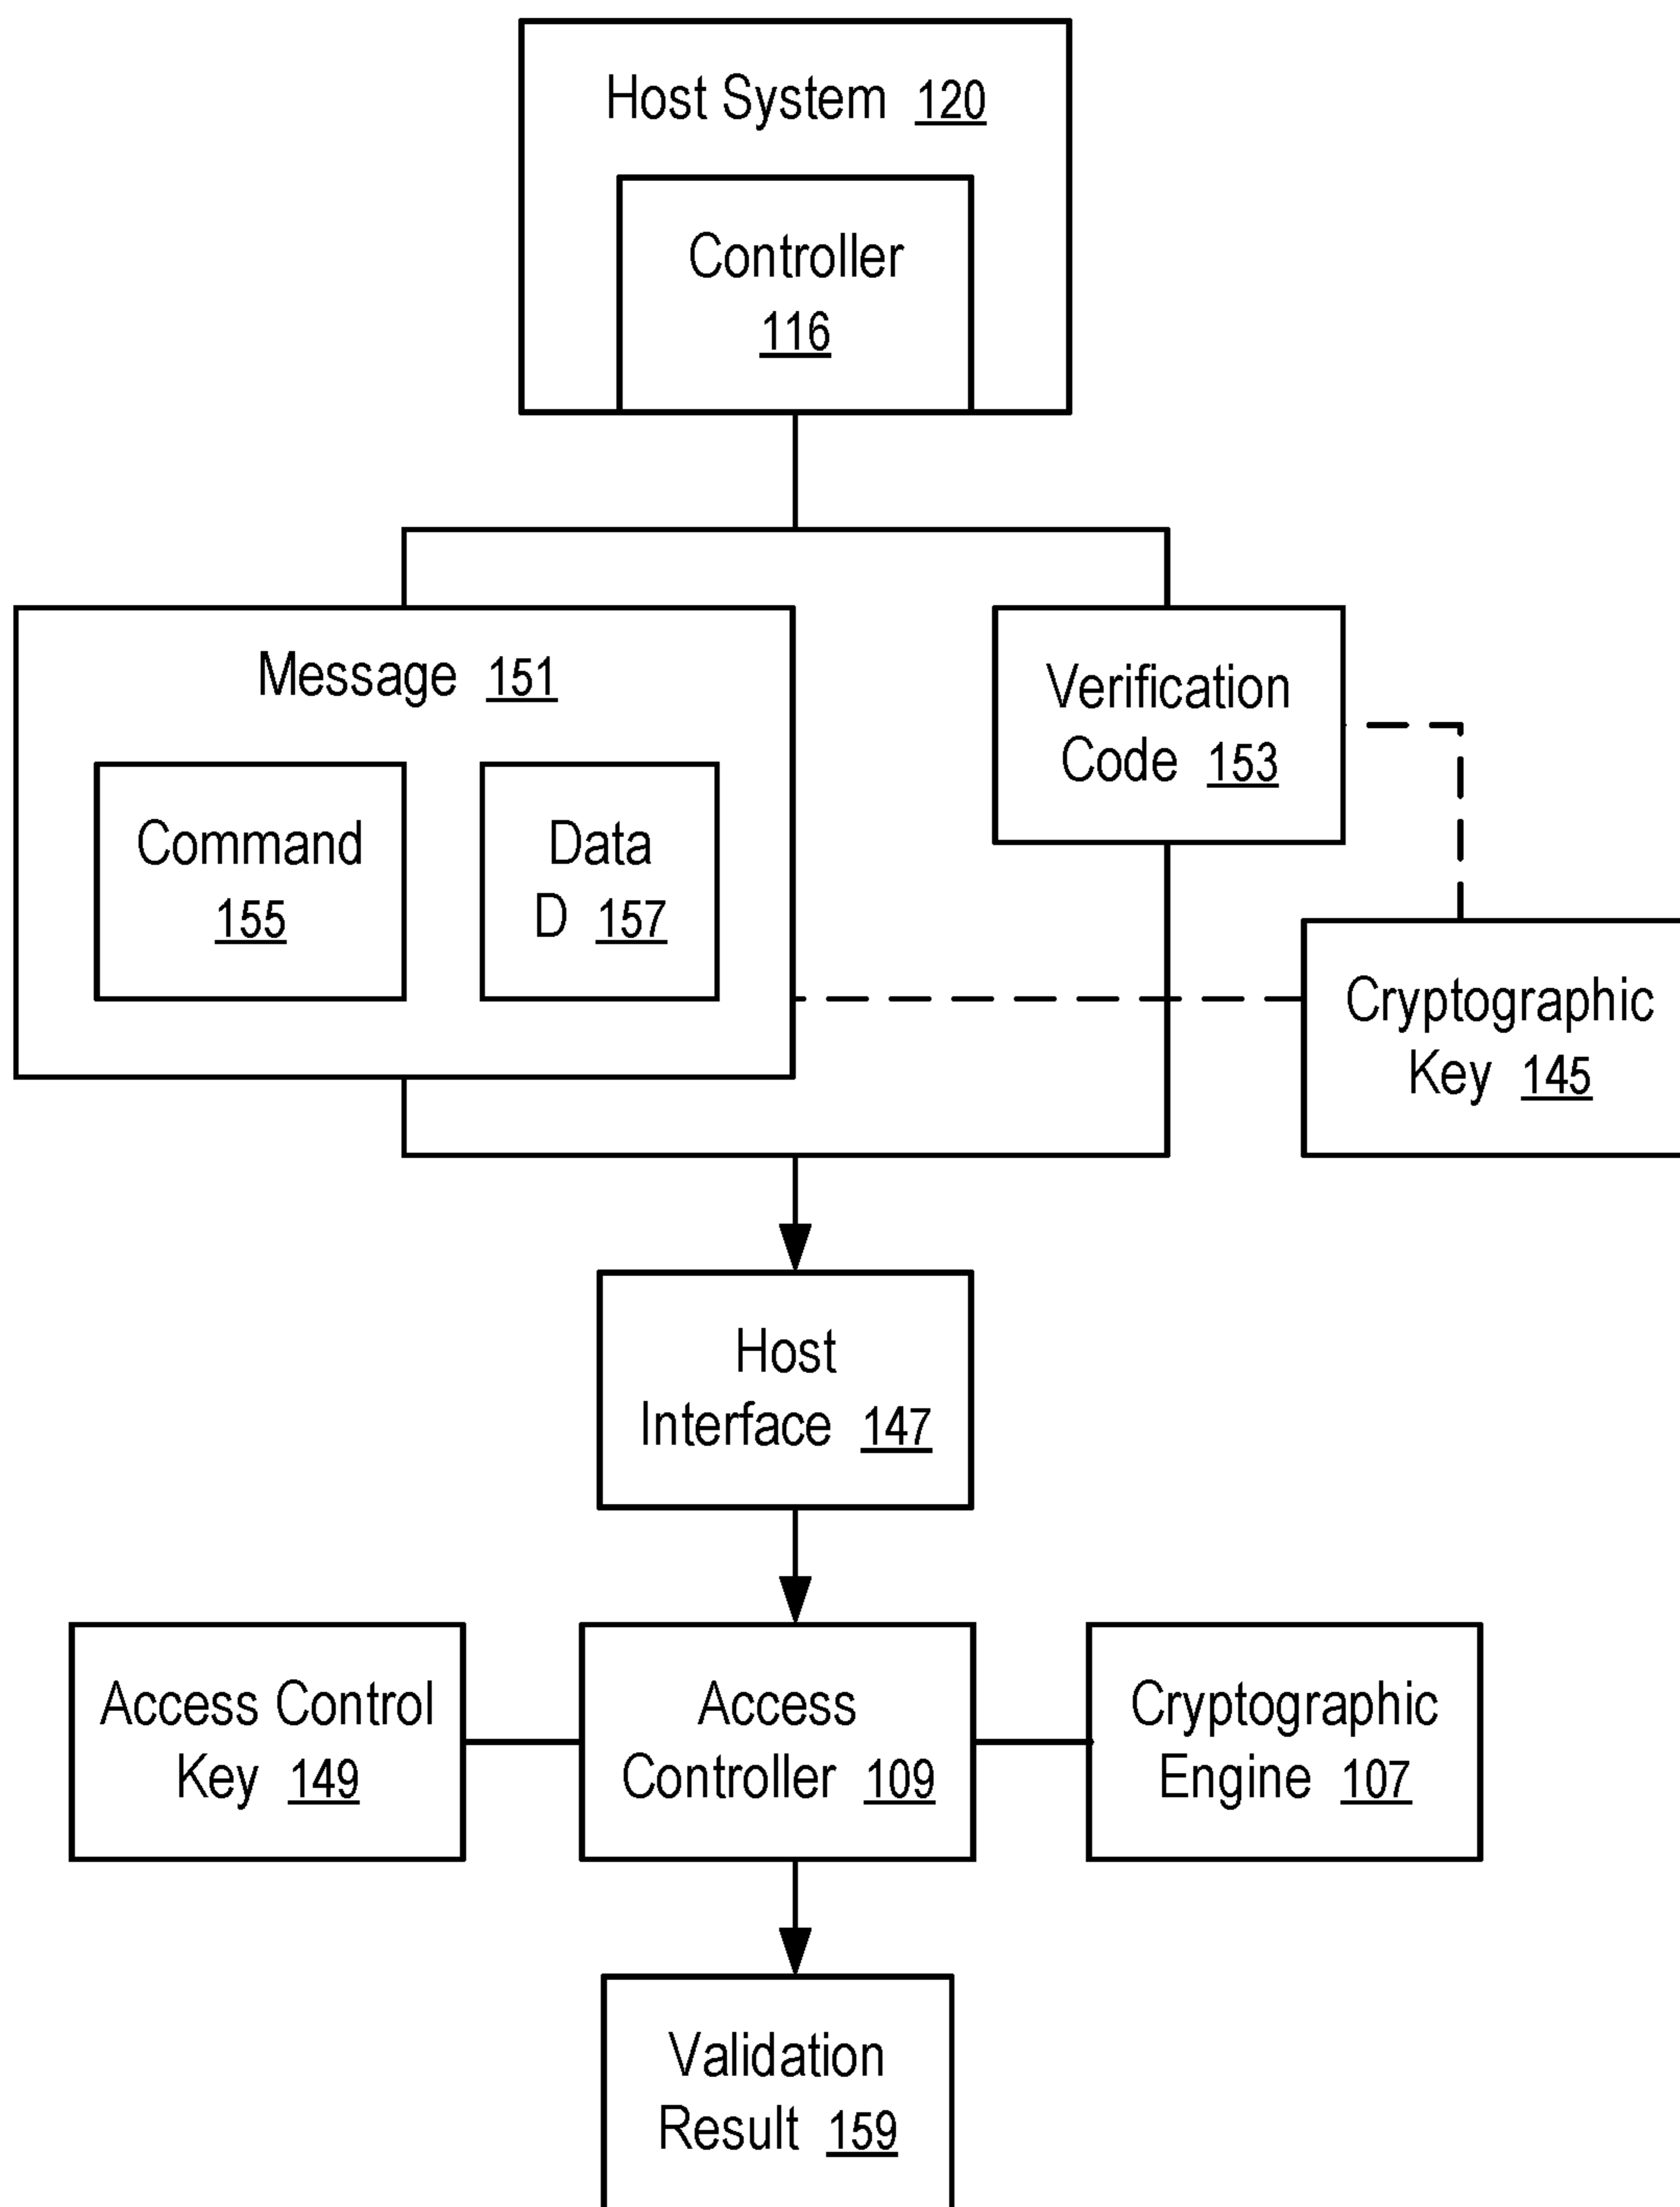 Host System 120
Controller
116
Message 151
Command
155
Data
D 157
Verification
Code 153
Cryptographic
Key 145
Host
Interface 147
Access Control
Key 149
Access
Controller 109
Cryptographic
Engine 107
Validation
Result 159